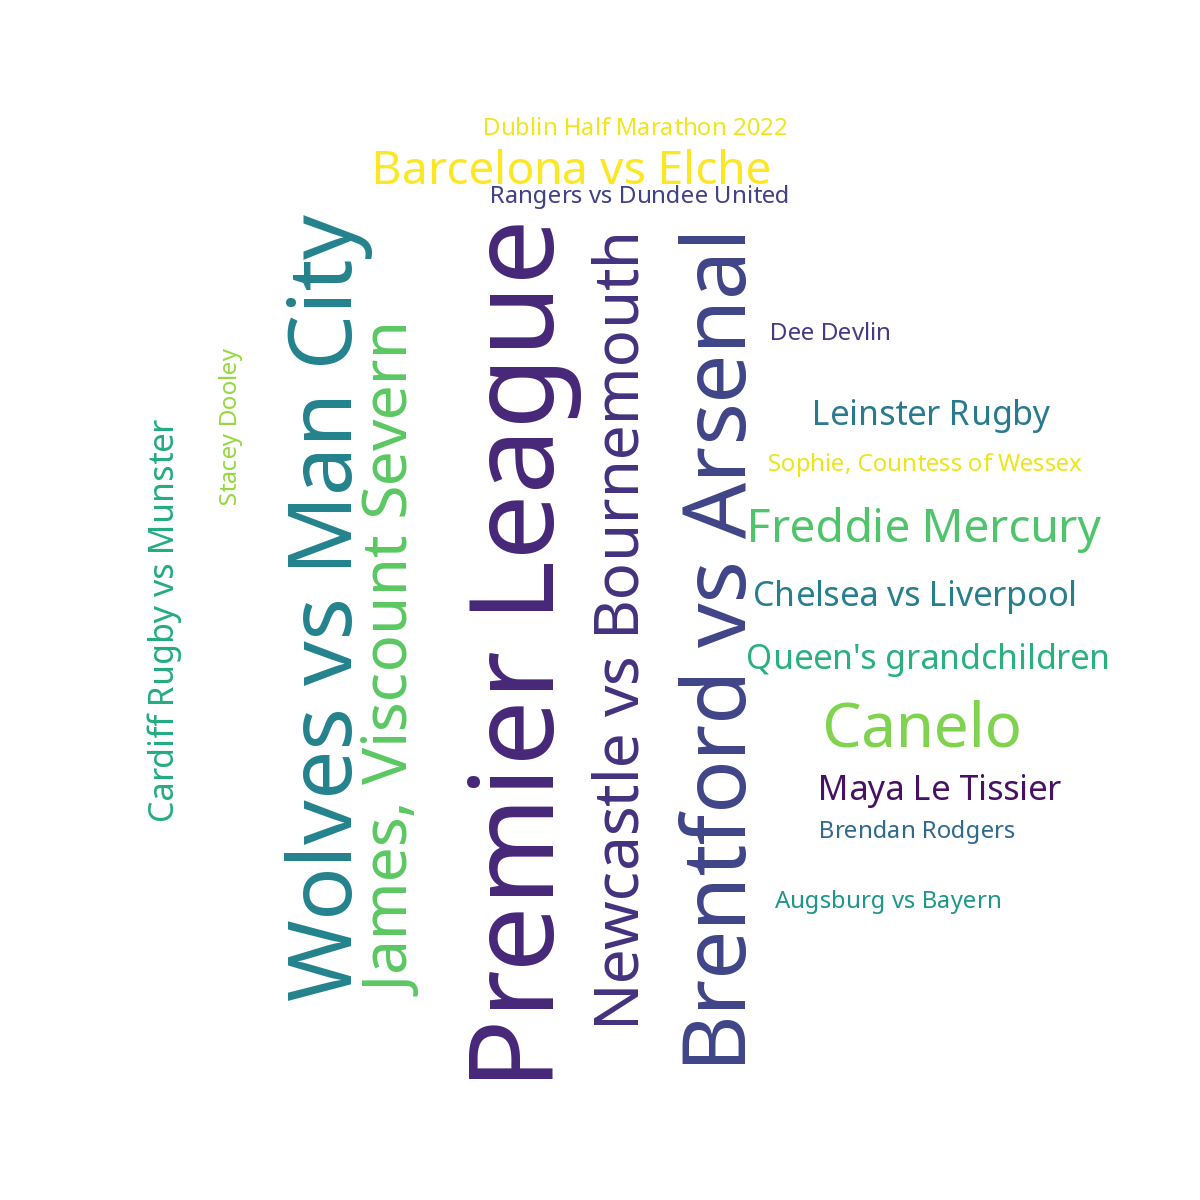 Dublin Half Marathon 2022
Barcelona vs Elche
Rangers vs Dundee United
Cardiff Rugby vs Munster
Stacey Dooley
Wolves vs Man City
James, Viscount Severn
Premier League
Newcastle vs Bournemouth
Brentford vs Arsenal
Dee Devlin
Leinster Rugby
Sophie, Countess of Wessex
Freddie Mercury
Chelsea vs Liverpool
Queen's grandchildren
Canelo
Maya Le Tissier
Brendan Rodgers
Augsburg vs Bayern